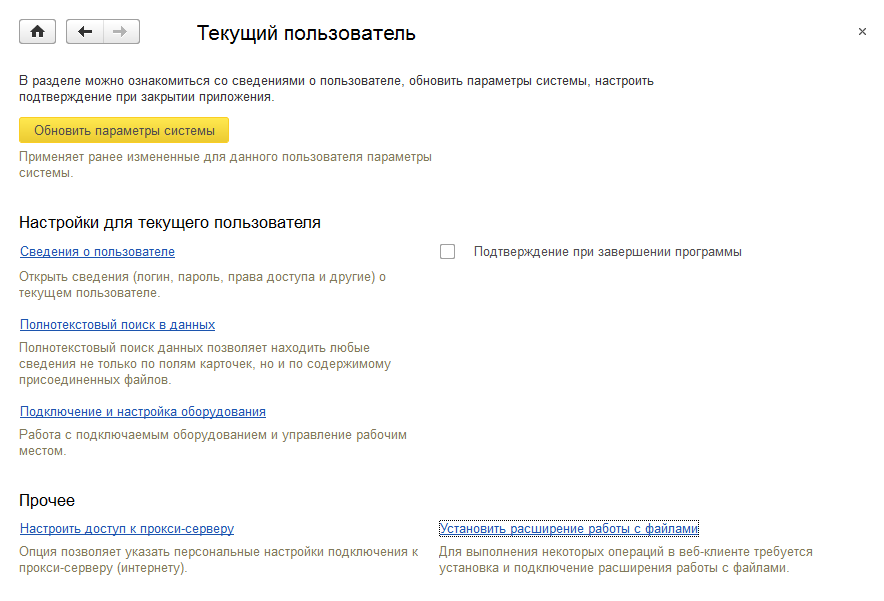 Текущий пользователь
В разделе можно ознакомиться со сведениями о пользователе, обновить параметры системы, настроить
подтверждение при закрытии приложения.
Обновить параметры системы
Применяет ранее измененные для данного пользователя параметры
системы.
Настройки для текущего пользователя
Сведения о пользователе
Подтверждение при завершении программы
Открыть сведения (логин, пароль, права доступа и другие) о
текущем пользователе.
Полнотекстовый поиск в данных
Полнотекстовый поиск данных позволяет находить любые
сведения не только по полям карточек, но и по содержимому
присоединенных файлов.
Подключение и настройка оборудования
Работа с подключаемым оборудованием и управление рабочим
местом.
Прочее
Настроить доступ к прокси-серверу
Опция позволяет указать персональные настройки подключения к
прокси-серверу (интернету).
Установить расширение работы с файлами
Для выполнения некоторых операций в веб-клиенте требуется
установка и подключение расширения работы с файлами.